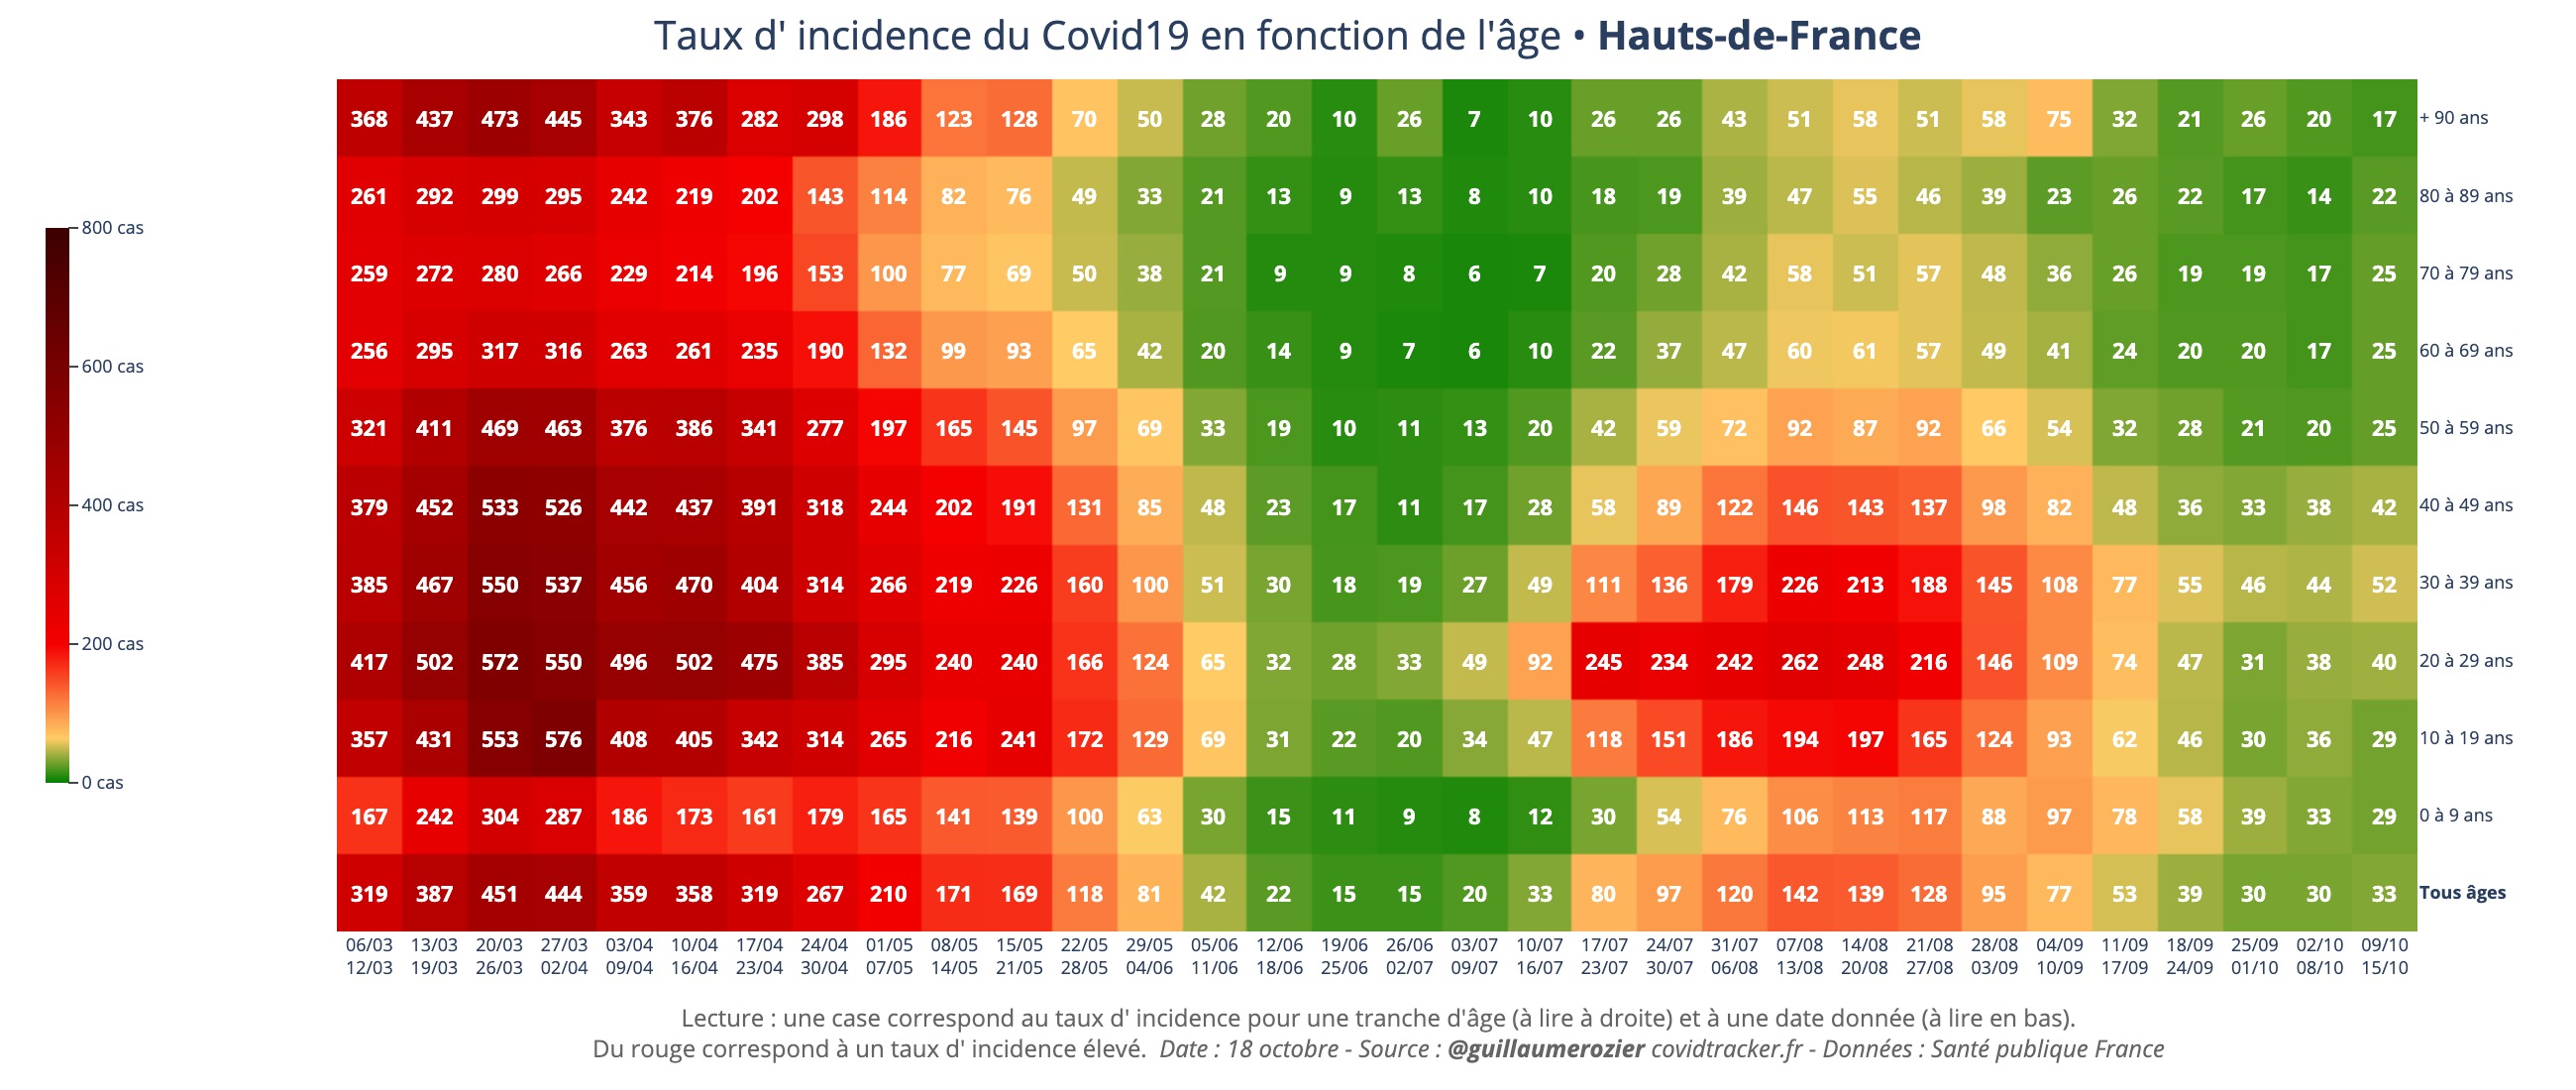 Taux d' incidence du Covid19 en fonction de l'âge • Hauts-de-France
800 cas
600 cas
400 cas
200 cas
0 cas
368 437 473 445 343 376 282 298 186 123 128 70 50 28 20 10 26 7 10 26 26 43 51 58 51 58 75 32 21 26 20 17 + 90 ans
261 292 299 295 242 219 202 143 114 82 76 49 33 21 13 9 13 8 10 18 19 39 47 55 46 39 23 26 22 17 14 22 80 à 89 ans
259 272 280 266 229 214 196 153 100 77 69 50 38 21 9 9 8 6 7 20 28 42 58 51 57 48 36 26 19 19 17 25 70 à 79 ans
256 295 317 316 263 261 235 190 132 99 93 65 42 20 14 9 7 6 10 22 37 47 60 61 57 49 41 24 20 20 17 25 60 à 69 ans
321 411 469 463 376 386 341 277 197 165 145 97 69 33 19 10 11 13 20 42 59 72 92 87 92 66 54 32 28 21 20 25 50 à 59 ans
379 452 533 526 442 437 391 318 244 202 191 131 85 48 23 17 11 17 28 58 89 122 146 143 137 98 82 48 36 33 38 42 40 à 49 ans
385 467 550 537 456 470 404 314 266 219 226 160 100 51 30 18 19 27 49 111 136 179 226 213 188 145 108 77 55 46 44 52 30 à 39 ans
417 502 572 550 496 502 475 385 295 240 240 166 124 65 32 28 33 49 92 245 234 242 262 248 216 146 109 74 47 31 38 40 20 à 29 ans
357 431 553 576 408 405 342 314 265 216 241 172 129 69 31 22 20 34 47 118 151 186 194 197 165 124 93 62 46 30 36 29 10 à 19 ans
167 242 304 287 186 173 161 179 165 141 139 100 63 30 15 11 9 8 12 30 54 76 106 113 117 88 97 78 58 39 33 29 0 à 9 ans
319 387 451 444 359 358 319 267 210 171 169 118 81 42 22 15 15 20 33 80 97 120 142 139 128 95 77 53 39 30 30 33 Tous âges
06/03 13/03 20/03 27/03 03/04 10/04 17/04 24/04 01/05 08/05 15/05 22/05 29/05 05/06 12/06 19/06 26/06 03/07 10/07 17/07 24/07 31/07 07/08 14/08 21/08 28/08 04/09 11/09 18/09 25/09 02/10 09/10
12/03 19/03 26/03 02/04 09/04 16/04 23/04 30/04 07/05 14/05 21/05 28/05 04/06 11/06 18/06 25/06 02/07 09/07 16/07 23/07 30/07 06/08 13/08 20/08 27/08 03/09 10/09 17/09 24/09 01/10 08/10 15/10
Lecture : une case correspond au taux d' incidence pour une tranche d'âge (à lire à droite) et à une date donnée (à lire en bas).
Du rouge correspond à un taux d' incidence élevé. Date : 18 octobre - Source : @guillaumerozier covidtracker.fr - Données : Santé publique France